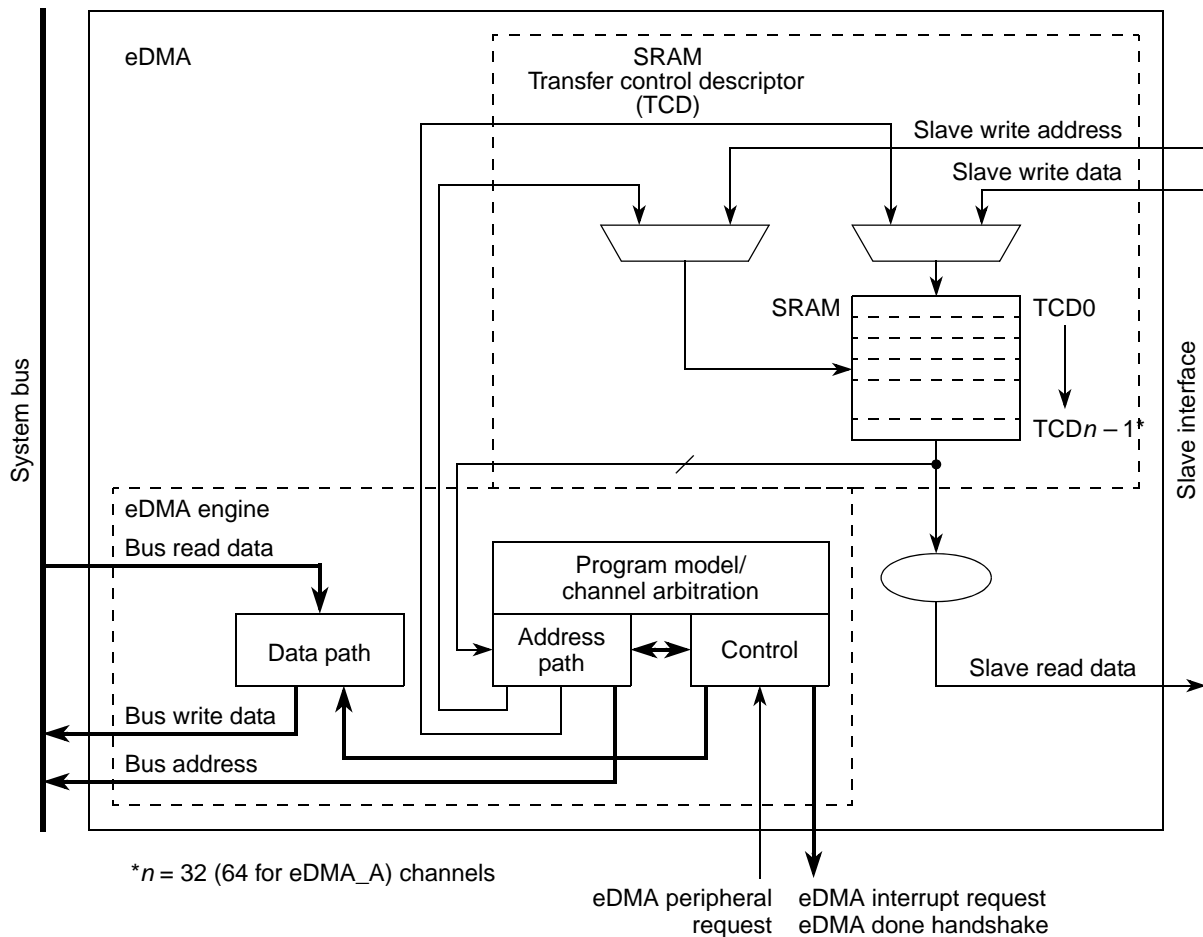 eDMA
SRAM
Transfer control descriptor
(TCD)
Slave write address
Slave write data
SRAM
TCD0
TCDn – 1*
System bus
Slave interface
eDMA engine
Bus read data
Program model/
channel arbitration
Data path
Address
path
Control
Slave read data
Bus write data
Bus address
*n = 32 (64 for eDMA_A) channels
eDMA peripheral
request
eDMA interrupt request
eDMA done handshake